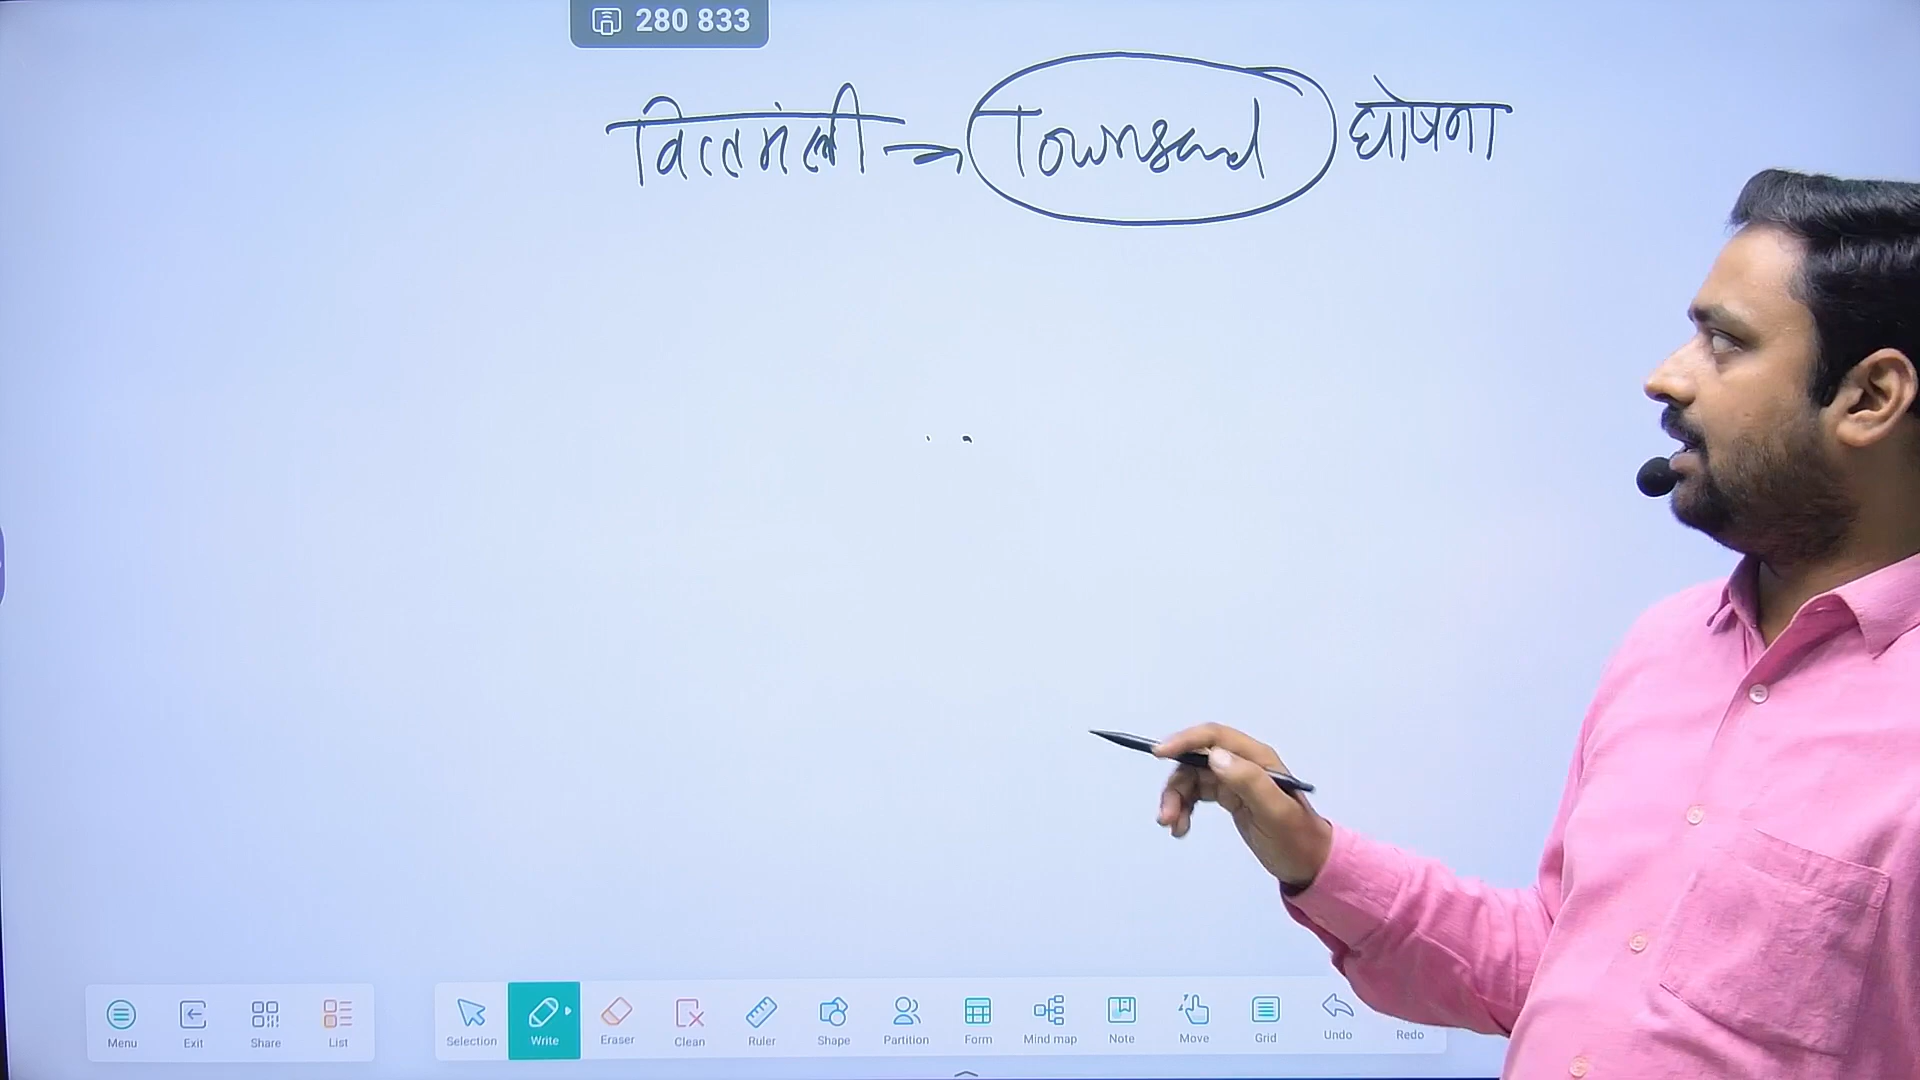 280 833
वित्तमंत्री → Townsend घोषना
Menu Exit Share List Selection Write Eraser Clean Ruler Shape Partition Form Mind map Note Move Grid Undo Redo